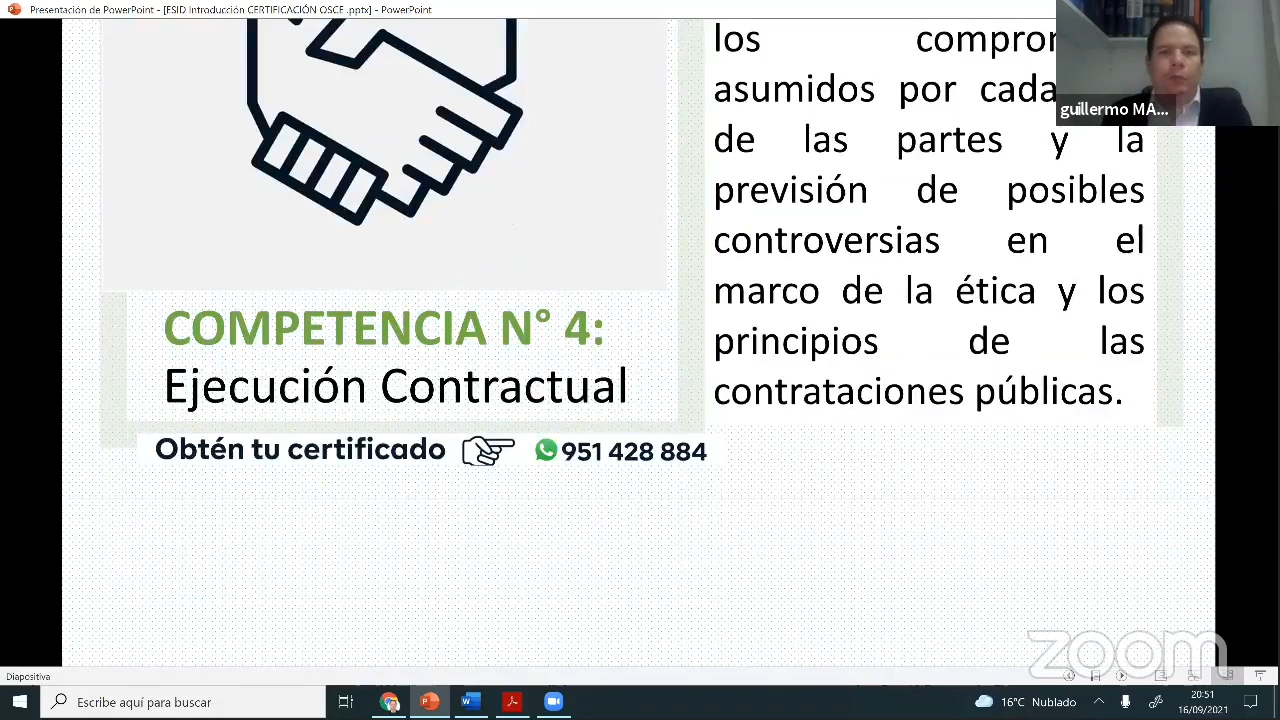 Presentación de PowerPoint - [ESID Introducción CERTIFICACIÓN OSCE .pptx] - PowerPoint
guillermo MA...
los
asumidos por
de las partes y la
previsión de posibles
controversias en el
marco de la ética y los
principios de las
contrataciones públicas.
COMPETENCIA N° 4:
Ejecución Contractual
Obtén tu certificado 951 428 884
zoom
Diapositiva
Escribe aquí para buscar
16°C Nublado
20:51
16/09/2021